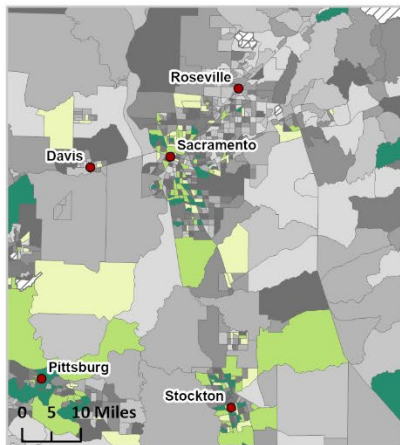 Roseville
Sacramento
Davis
Pittsburg
Stockton
0 5 10 Miles